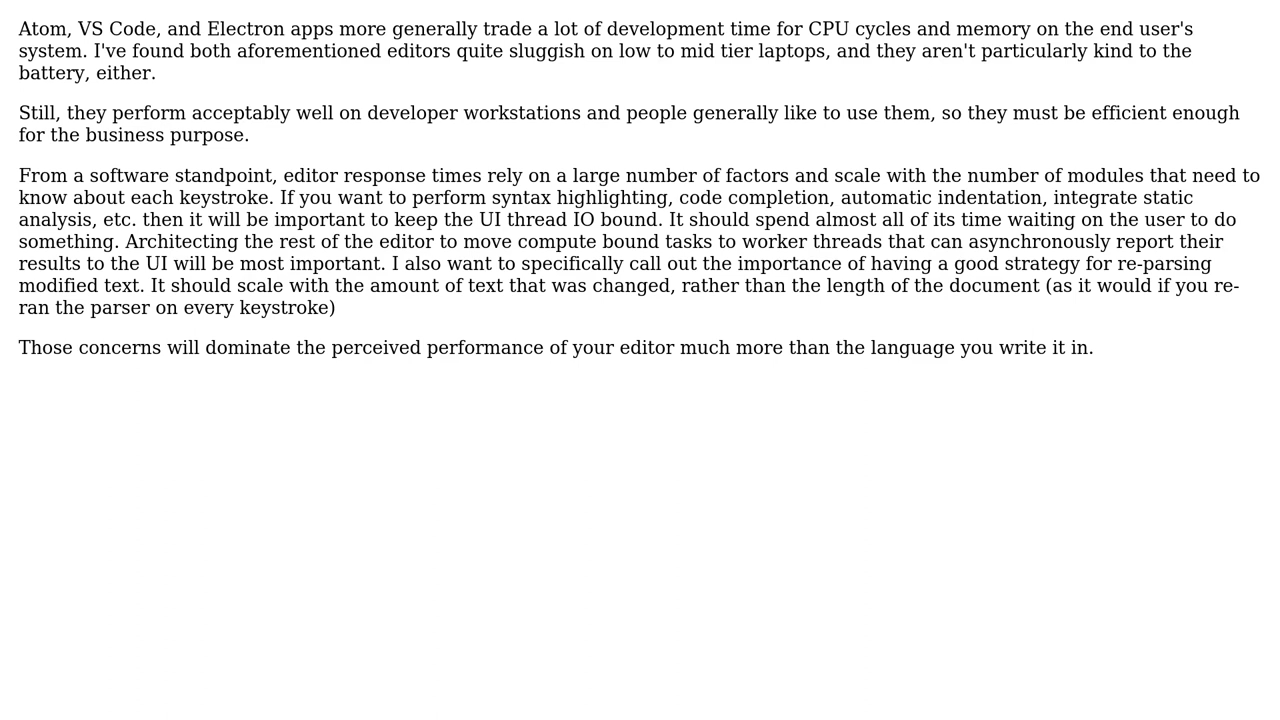 Atom, VS Code, and Electron apps more generally trade a lot of development time for CPU cycles and memory on the end user's
system. I've found both aforementioned editors quite sluggish on low to mid tier laptops, and they aren't particularly kind to the
battery, either.
Still, they perform acceptably well on developer workstations and people generally like to use them, so they must be efficient enough
for the business purpose.
From a software standpoint, editor response times rely on a large number of factors and scale with the number of modules that need to
know about each keystroke. If you want to perform syntax highlighting, code completion, automatic indentation, integrate static
analysis, etc. then it will be important to keep the UI thread IO bound. It should spend almost all of its time waiting on the user to do
something. Architecting the rest of the editor to move compute bound tasks to worker threads that can asynchronously report their
results to the UI will be most important. I also want to specifically call out the importance of having a good strategy for re-parsing
modified text. It should scale with the amount of text that was changed, rather than the length of the document (as it would if you re-
ran the parser on every keystroke)
Those concerns will dominate the perceived performance of your editor much more than the language you write it in.